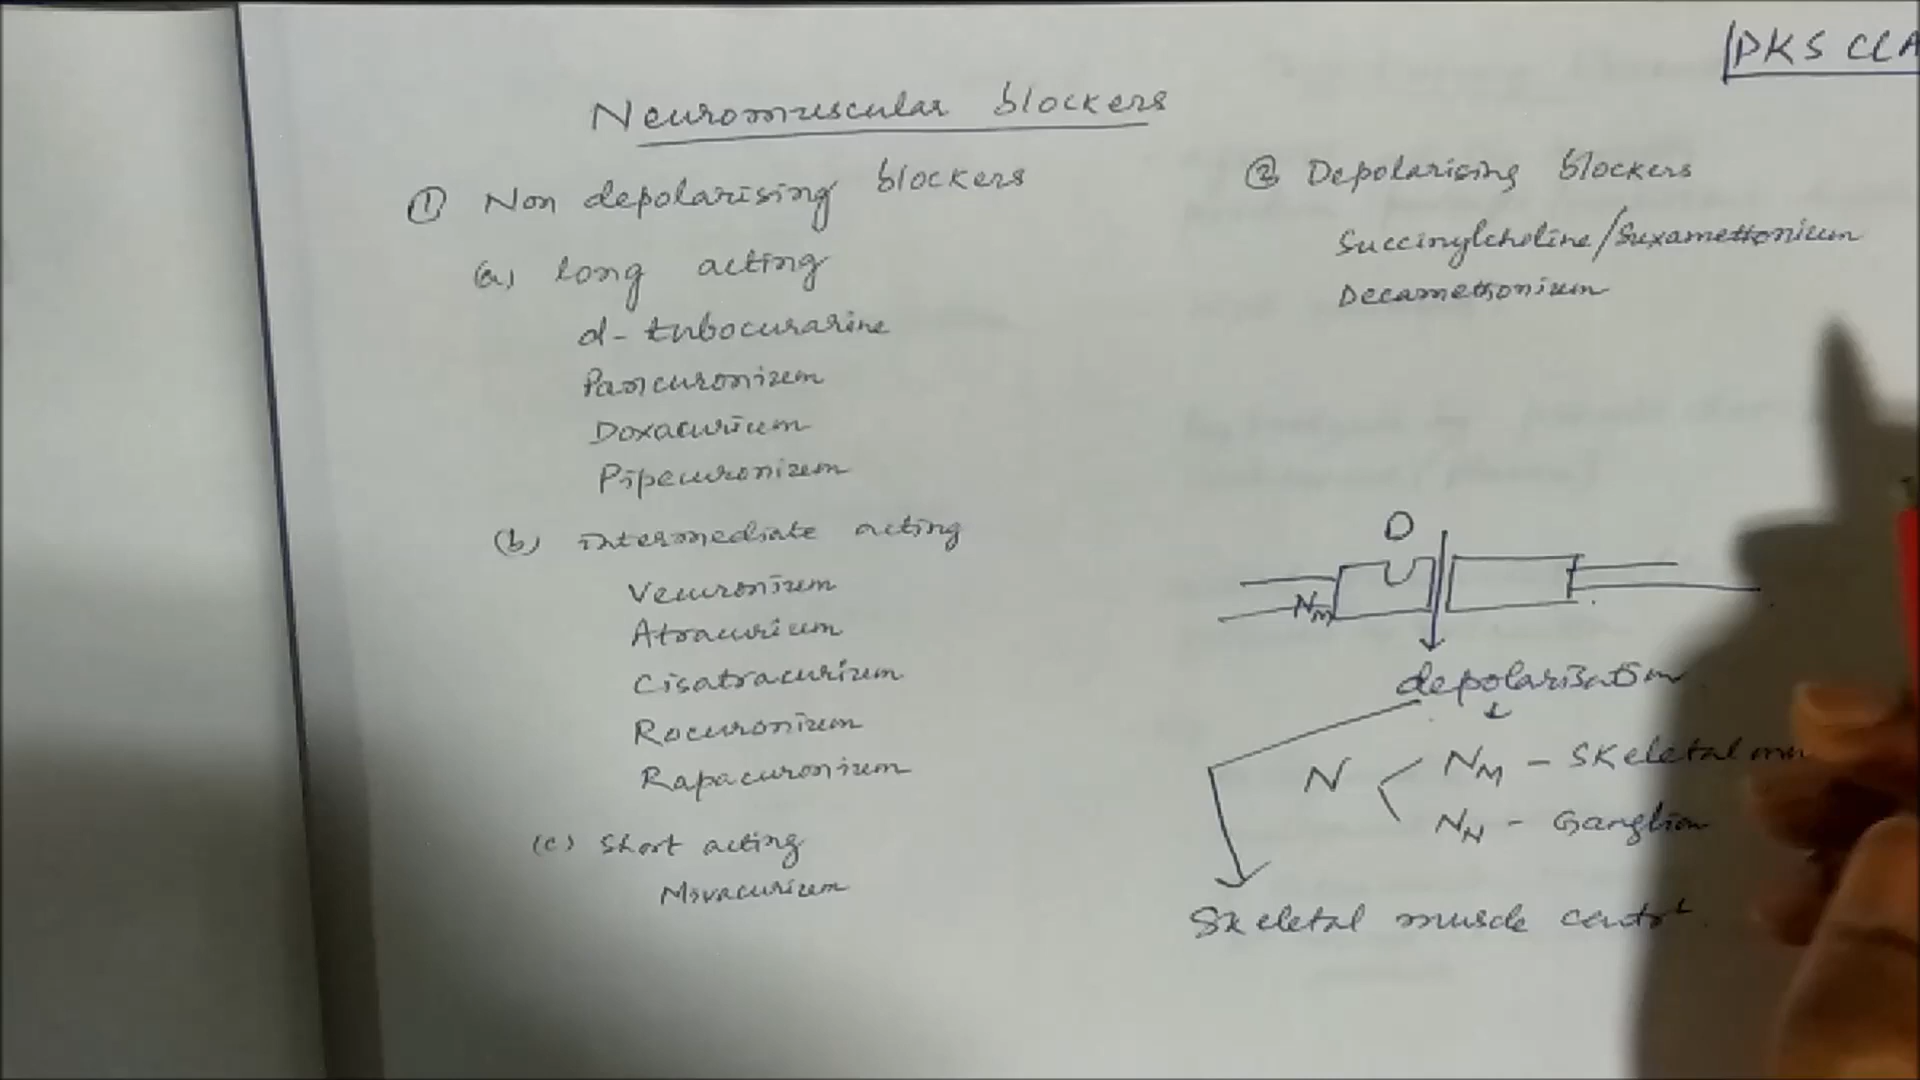 PKS CLA
Neuromuscular blockers
① Non depolarising blockers
(a) long acting
d-tubocurarine
Pancuronium
Doxacurium
Pipecuronium
(b) intermediate acting
Vecuronium
Atracurium
Cisatracurium
Rocuronium
Rapacuronium
(c) Short acting
Mivacurium
② Depolarising blockers
Succinylcholine/Suxamethonium
Decamethonium
D
NM
depolarisation
N
NM - Skeletal mu
NN - Ganglion
Skeletal muscle contrⁿ